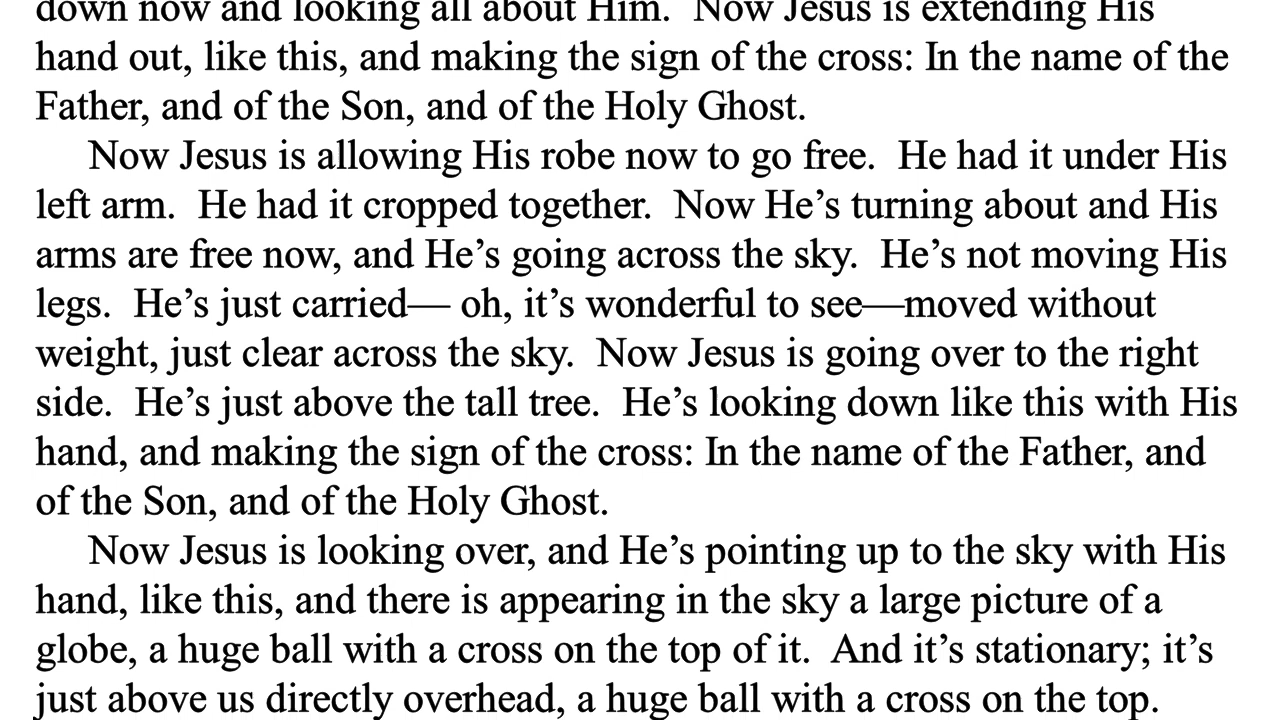 down now and looking all about Him.  Now Jesus is extending His
hand out, like this, and making the sign of the cross: In the name of the
Father, and of the Son, and of the Holy Ghost.
Now Jesus is allowing His robe now to go free.  He had it under His
left arm.  He had it cropped together.  Now He’s turning about and His
arms are free now, and He’s going across the sky.  He’s not moving His
legs.  He’s just carried— oh, it’s wonderful to see—moved without
weight, just clear across the sky.  Now Jesus is going over to the right
side.  He’s just above the tall tree.  He’s looking down like this with His
hand, and making the sign of the cross: In the name of the Father, and
of the Son, and of the Holy Ghost.
Now Jesus is looking over, and He’s pointing up to the sky with His
hand, like this, and there is appearing in the sky a large picture of a
globe, a huge ball with a cross on the top of it.  And it’s stationary; it’s
just above us directly overhead, a huge ball with a cross on the top.